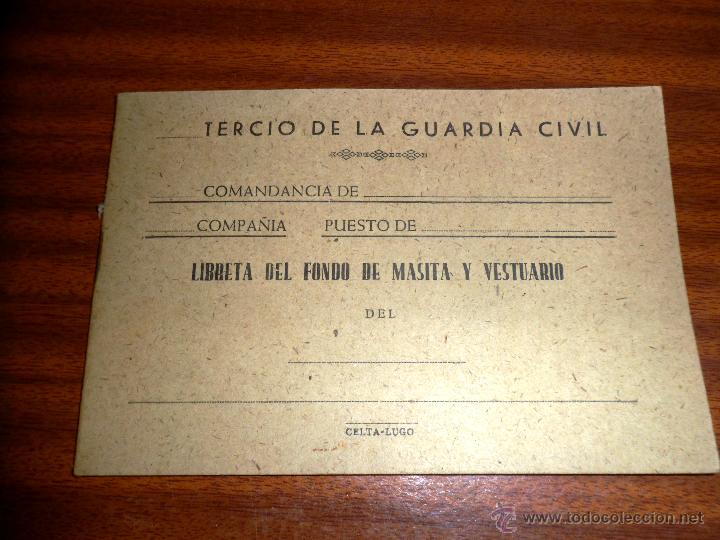 TERCIO DE LA GUARDIA CIVIL
COMANDANCIA DE
COMPAÑIA PUESTO DE
LIBRETA DEL FONDO DE MASITA Y VESTUARIO
DEL
CELTA-LUGO
© www.todocoleccion.net